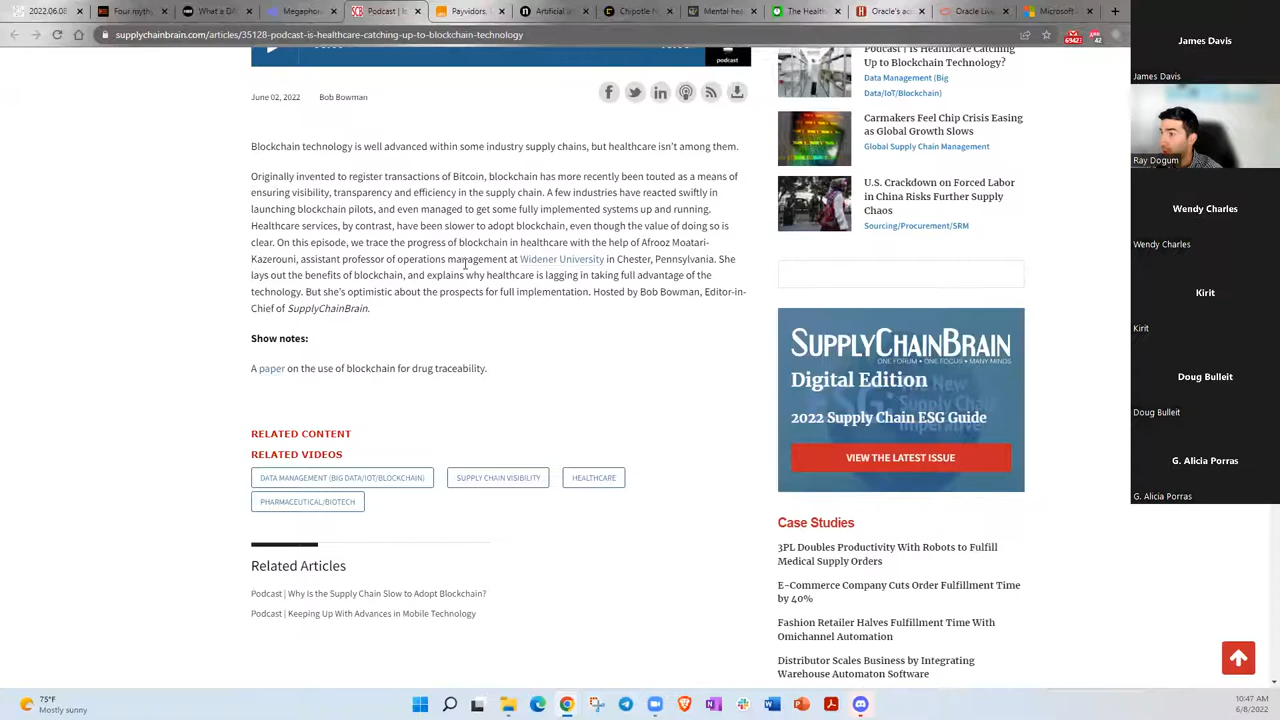 2022.06.08
Payvidors.
supplychainbrain.com/articles/35128-podcast-is-healthcare-catching-up-to-blockchain-technology
podcast
June 02, 2022 Bob Bowman
Blockchain technology is well advanced within some industry supply chains, but healthcare isn't among them.
Originally invented to register transactions of Bitcoin, blockchain has more recently been touted as a means of
ensuring visibility, transparency and efficiency in the supply chain. A few industries have reacted swiftly in
launching blockchain pilots, and even managed to get some fully implemented systems up and running.
Healthcare services, by contrast, have been slower to adopt blockchain, even though the value of doing so is
clear. On this episode, we trace the progress of blockchain in healthcare with the help of Afrooz Moatari-
Kazerouni, assistant professor of operations management at Widener University in Chester, Pennsylvania. She
lays out the benefits of blockchain, and explains why healthcare is lagging in taking full advantage of the
technology. But she's optimistic about the prospects for full implementation. Hosted by Bob Bowman, Editor-in-
Chief of SupplyChainBrain.
Show notes:
A paper on the use of blockchain for drug traceability.
RELATED CONTENT
RELATED VIDEOS
DATA MANAGEMENT (BIG DATA/IOT/BLOCKCHAIN) SUPPLY CHAIN VISIBILITY HEALTHCARE
PHARMACEUTICAL/BIOTECH
Related Articles
Podcast | Why Is the Supply Chain Slow to Adopt Blockchain?
Podcast | Keeping Up With Advances in Mobile Technology
Podcast | Is Healthcare Catching
Up to Blockchain Technology?
Data Management (Big
Data/IoT/Blockchain)
Carmakers Feel Chip Crisis Easing
as Global Growth Slows
Global Supply Chain Management
U.S. Crackdown on Forced Labor
in China Risks Further Supply
Chaos
Sourcing/Procurement/SRM
SUPPLYCHAINBRAIN
ONE FORUM • ONE FOCUS • MANY MINDS
Digital Edition
2022 Supply Chain ESG Guide
VIEW THE LATEST ISSUE
Case Studies
3PL Doubles Productivity With Robots to Fulfill
Medical Supply Orders
E-Commerce Company Cuts Order Fulfillment Time
by 40%
Fashion Retailer Halves Fulfillment Time With
Omnichannel Automation
Distributor Scales Business by Integrating
Warehouse Automaton Software
James Davis
James Davis
Ray Dogum
Wendy Charles
Wendy Charles
Kirit
Kirit
Doug Bulleit
Doug Bulleit
G. Alicia Porras
G. Alicia Porras
75°F
Mostly sunny
10:47 AM
6/8/2022